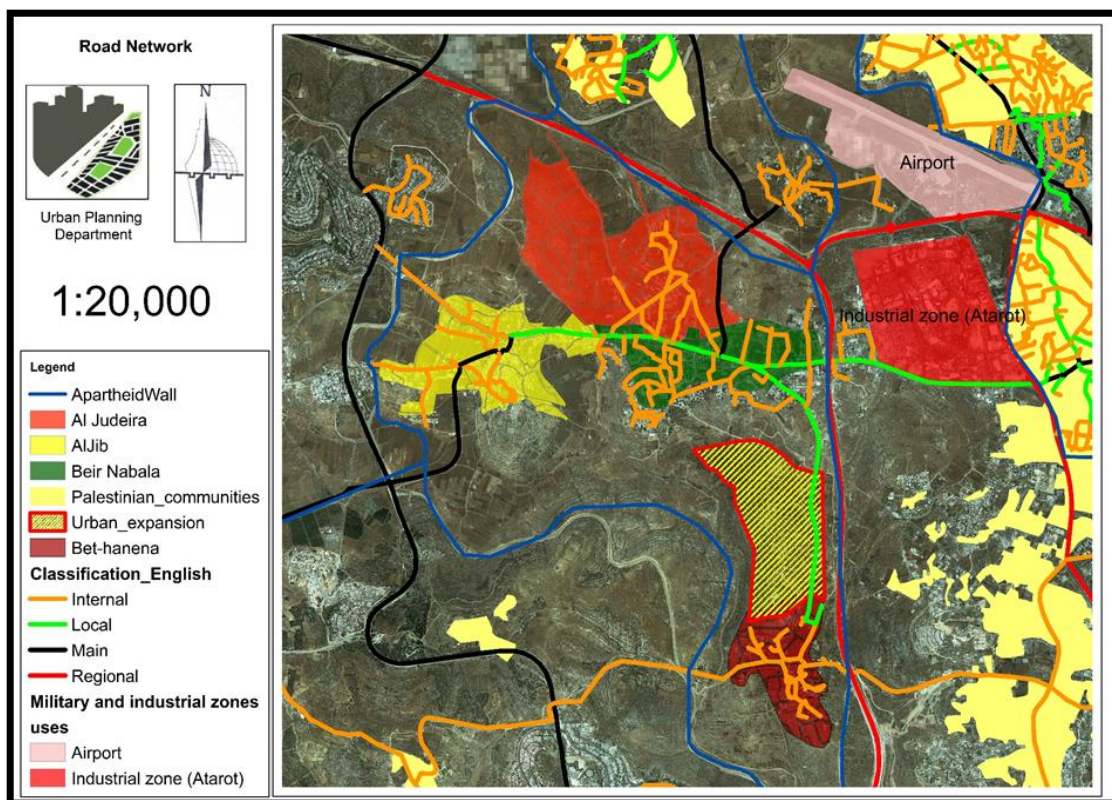 Road Network
N
Urban Planning
Department
1:20,000
Legend
ApartheidWall
Al Judeira
AlJib
Beir Nabala
Palestinian_communities
Urban_expansion
Bet-hanena
Classification_English
Internal
Local
Main
Regional
Military and industrial zones
uses
Airport
Industrial zone (Atarot)
Airport
Industrial zone (Atarot)